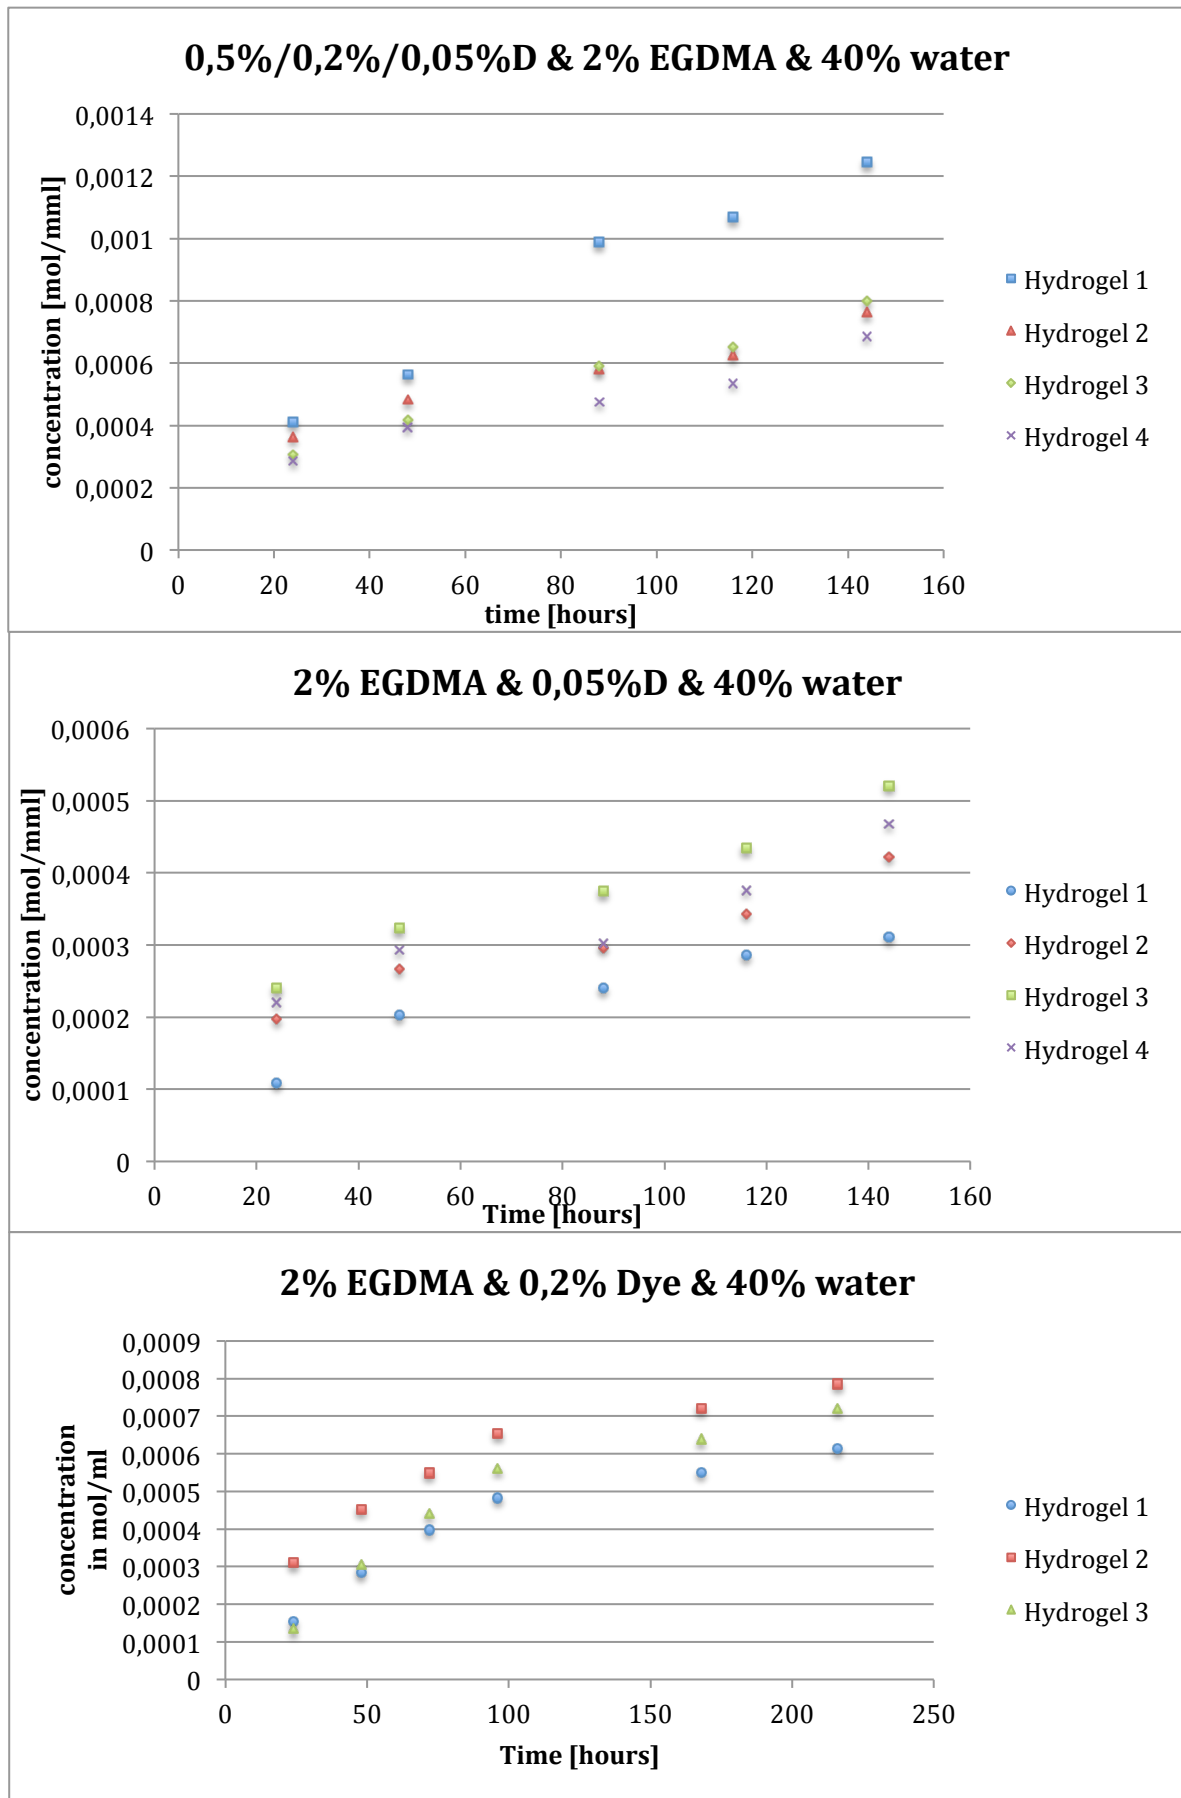 0,5%/0,2%/0,05%D & 2% EGDMA & 40% water
0,0014
0,0012
0,001
0,0008
0,0006
0,0004
0,0002
0
concentration [mol/mml]
0 20 40 60 80 100 120 140 160
time [hours]
Hydrogel 1
Hydrogel 2
Hydrogel 3
Hydrogel 4
2% EGDMA & 0,05%D & 40% water
0,0006
0,0005
0,0004
0,0003
0,0002
0,0001
0
concentration [mol/mml]
0 20 40 60 80 100 120 140 160
Time [hours]
Hydrogel 1
Hydrogel 2
Hydrogel 3
Hydrogel 4
2% EGDMA & 0,2% Dye & 40% water
0,0009
0,0008
0,0007
0,0006
0,0005
0,0004
0,0003
0,0002
0,0001
0
concentration
in mol/ml
0 50 100 150 200 250
Time [hours]
Hydrogel 1
Hydrogel 2
Hydrogel 3